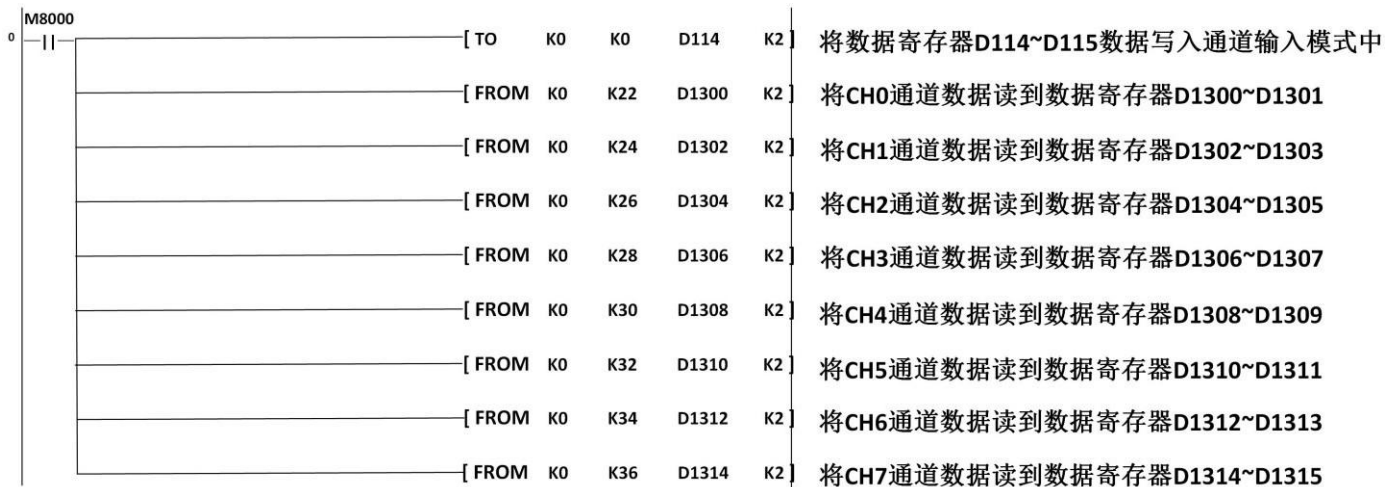 M8000
0 [ TO K0 K0 D114 K2 ] 将数据寄存器D114~D115数据写入通道输入模式中
[ FROM K0 K22 D1300 K2 ] 将CH0通道数据读到数据寄存器D1300~D1301
[ FROM K0 K24 D1302 K2 ] 将CH1通道数据读到数据寄存器D1302~D1303
[ FROM K0 K26 D1304 K2 ] 将CH2通道数据读到数据寄存器D1304~D1305
[ FROM K0 K28 D1306 K2 ] 将CH3通道数据读到数据寄存器D1306~D1307
[ FROM K0 K30 D1308 K2 ] 将CH4通道数据读到数据寄存器D1308~D1309
[ FROM K0 K32 D1310 K2 ] 将CH5通道数据读到数据寄存器D1310~D1311
[ FROM K0 K34 D1312 K2 ] 将CH6通道数据读到数据寄存器D1312~D1313
[ FROM K0 K36 D1314 K2 ] 将CH7通道数据读到数据寄存器D1314~D1315